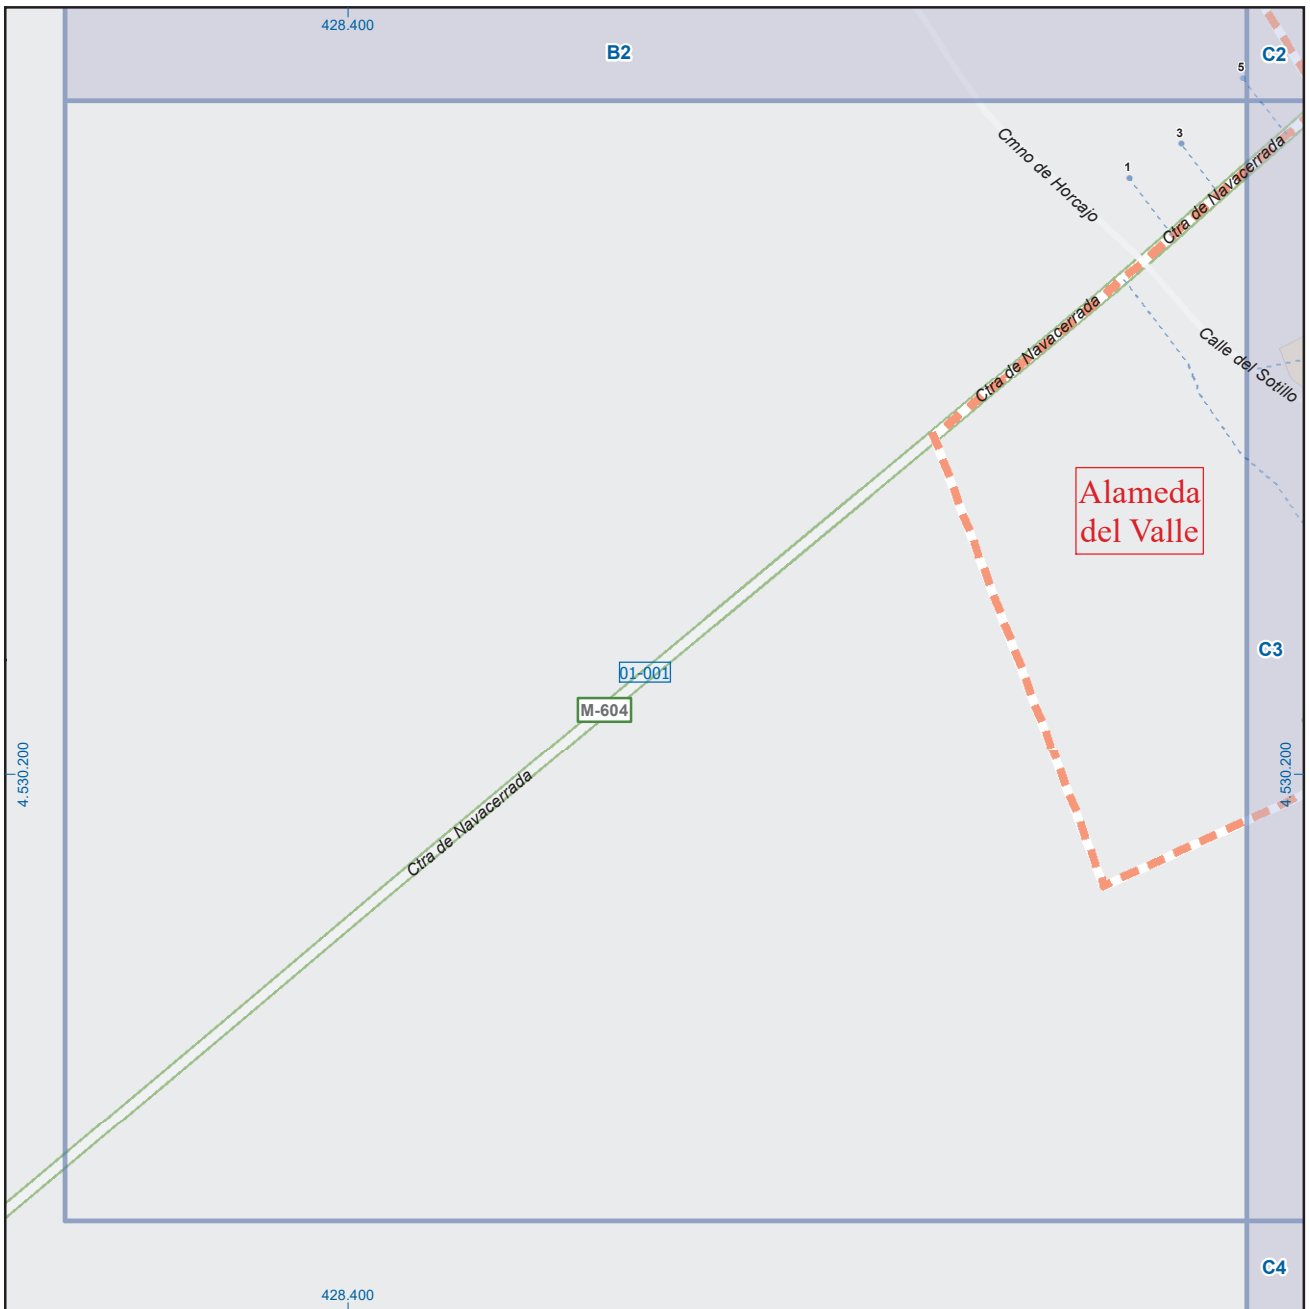 428.400
B2
C2
5
3
1
Cmno de Horcajo
Ctra de Navacerrada
Ctra de Navacerrada
Calle del Sotillo
Alameda
del Valle
C3
01-001
M-604
4.530.200
4.530.200
Ctra de Navacerrada
C4
428.400